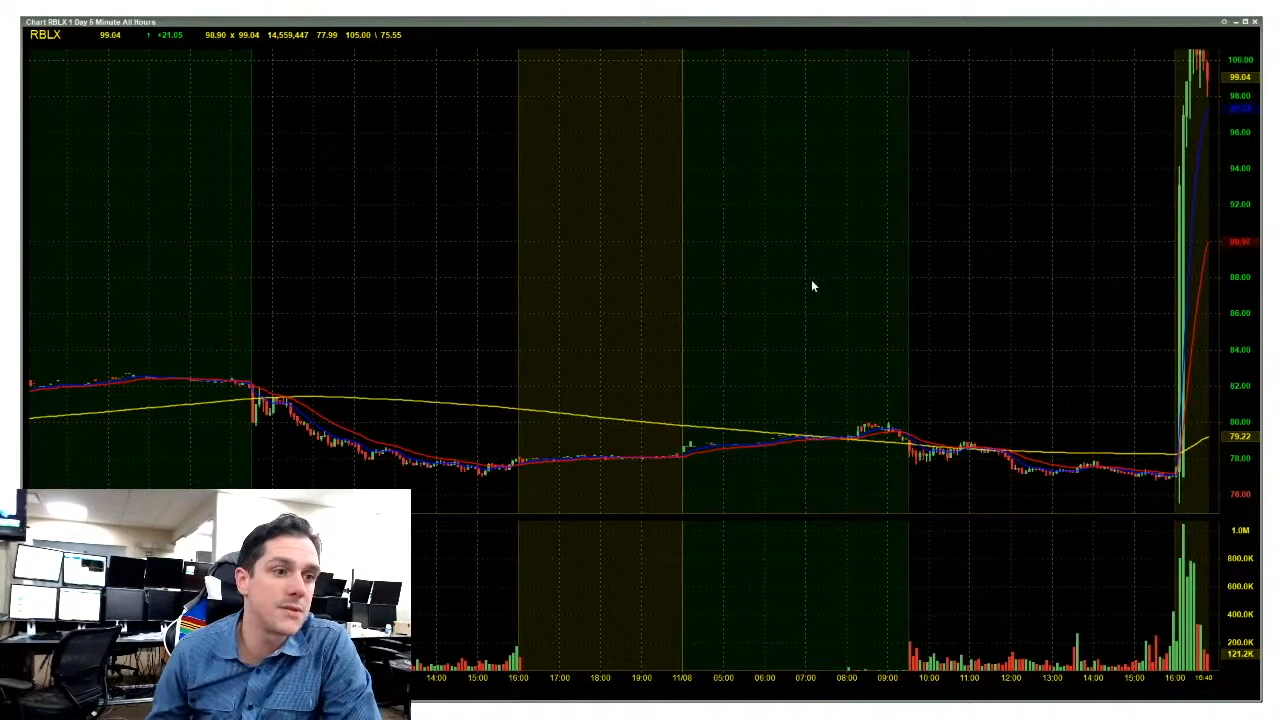 Chart RBLX 1 Day 5 Minute All Hours
RBLX 99.04 ↑ +21.05 98.90 x 99.04 14,559,447 77.99 105.00 \ 75.55
100.00
99.04
98.00
96.00
94.00
92.00
88.00
86.00
84.00
82.00
80.00
79.22
78.00
76.00
1.0M
800.0K
600.0K
400.0K
200.0K
121.2K
14:00 15:00 16:00 17:00 18:00 19:00 11/08 05:00 06:00 07:00 08:00 09:00 10:00 11:00 12:00 13:00 14:00 15:00 16:00 16:40